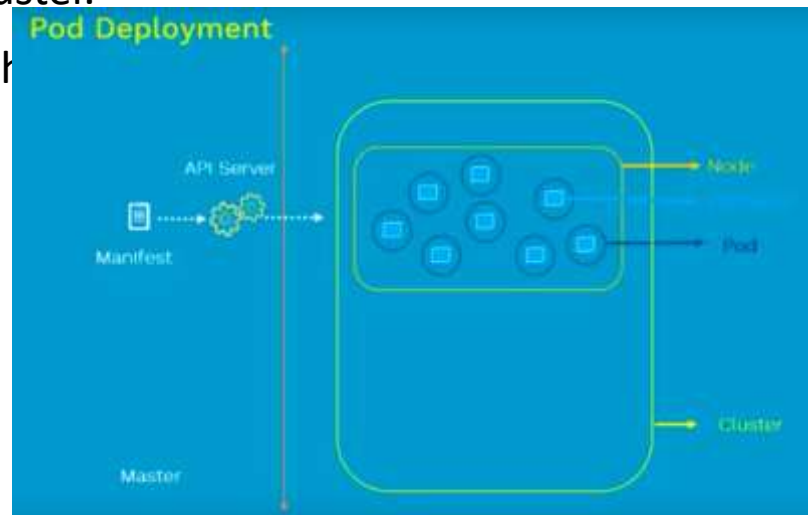 Pod Deployment
API Server
Node
Pod
Manifest
Cluster
Master